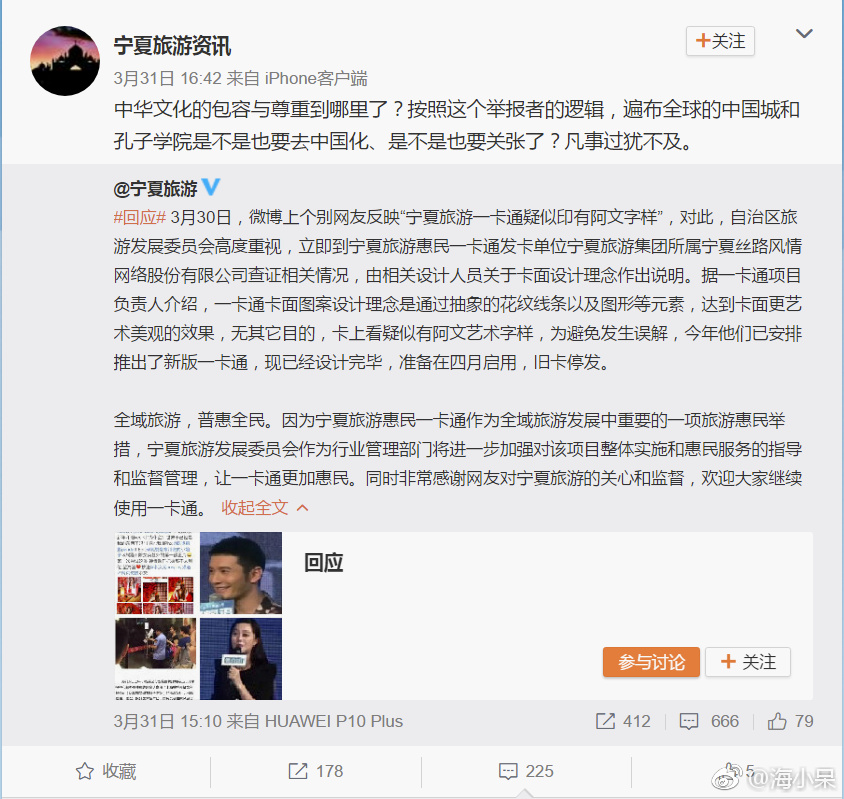 宁夏旅游资讯
+关注
3月31日 16:42 来自 iPhone客户端
中华文化的包容与尊重到哪里了？按照这个举报者的逻辑，遍布全球的中国城和
孔子学院是不是也要去中国化、是不是也要关张了？凡事过犹不及。
@宁夏旅游
#回应# 3月30日，微博上个别网友反映“宁夏旅游一卡通疑似印有阿文字样”，对此，自治区旅
游发展委员会高度重视，立即到宁夏旅游惠民一卡通发卡单位宁夏旅游集团所属宁夏丝路风情
网络股份有限公司查证相关情况，由相关设计人员关于卡面设计理念作出说明。据一卡通项目
负责人介绍，一卡通卡面图案设计理念是通过抽象的花纹线条以及图形等元素，达到卡面更艺
术美观的效果，无其它目的，卡上看疑似有阿文艺术字样，为避免发生误解，今年他们已安排
推出了新版一卡通，现已经设计完毕，准备在四月启用，旧卡停发。
全域旅游，普惠全民。因为宁夏旅游惠民一卡通作为全域旅游发展中重要的一项旅游惠民举
措，宁夏旅游发展委员会作为行业管理部门将进一步加强对该项目整体实施和惠民服务的指导
和监督管理，让一卡通更加惠民。同时非常感谢网友对宁夏旅游的关心和监督，欢迎大家继续
使用一卡通。 收起全文
回应
参与讨论
+ 关注
3月31日 15:10 来自 HUAWEI P10 Plus
412
666
79
收藏
178
225
5
@海小呆